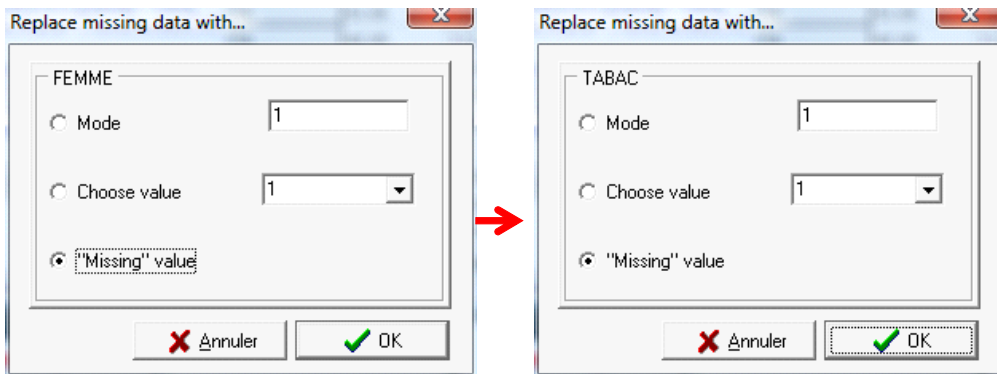 Replace missing data with...
FEMME
Mode
1
Choose value
1
"Missing" value
Annuler
OK
Replace missing data with...
TABAC
Mode
1
Choose value
1
"Missing" value
Annuler
OK